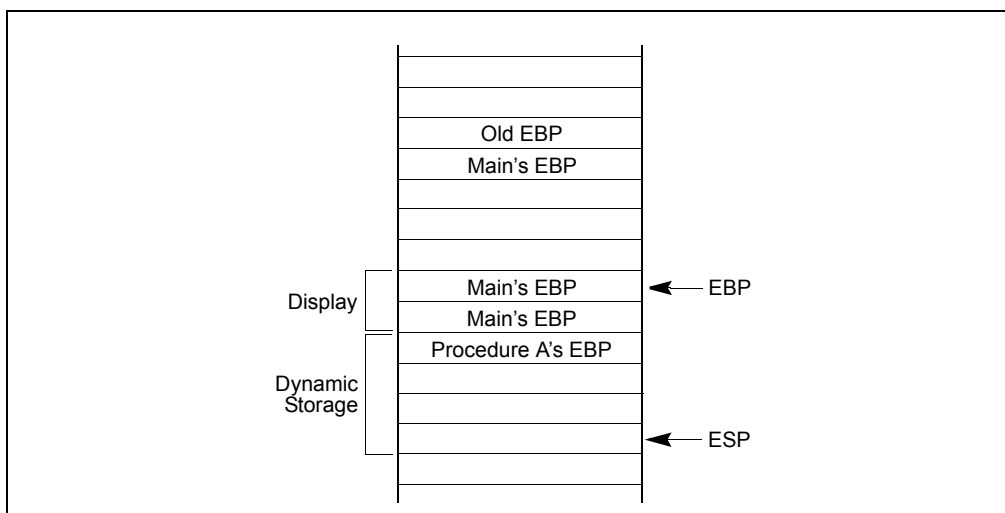 Old EBP
Main’s EBP
Main’s EBP
EBP
Display
Main’s EBP
Procedure A’s EBP
Dynamic
Storage
ESP